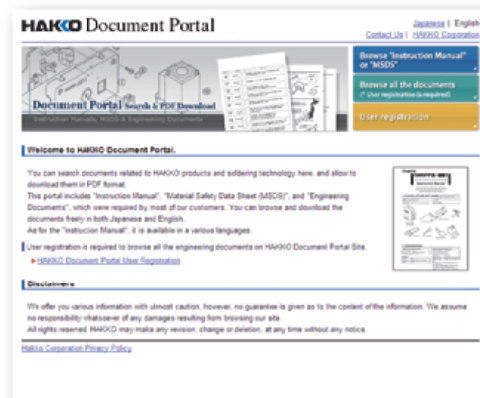 HAKKO Document Portal
Japanese | English
Contact Us | HAKKO Coporation
Document Portal Search & PDF Download
Instruction Manuals, MSDS & Engineering Documents
Browse "Instruction Manual"
or "MSDS"
Browse all the documents
(* User registration is required)
User registration
Welcome to HAKKO Document Portal.
You can search documents related to HAKKO products and soldering technology here, and allow to
download them in PDF format.
This portal includes "Instruction Manual", "Material Safety Data Sheet (MSDS)", and "Engineering
Documents", which were required by most of our customers. You can browse and download the
documents freely in both Japanese and English.
As for the "Instruction Manual", it is available in a various languages.
User registration is required to browse all the engineering documents on HAKKO Document Portal Site.
HAKKO Document Portal User Registration
Disclaimers
We offer you various information with utmost caution, however, no guarantee is given as to the content of the information. We assume
no responsibility whatsoever of any damages resulting from browsing our site.
All rights reserved. HAKKO may make any revision, change or deletion, at any time without any notice.
Hakko Corporation Privacy Policy